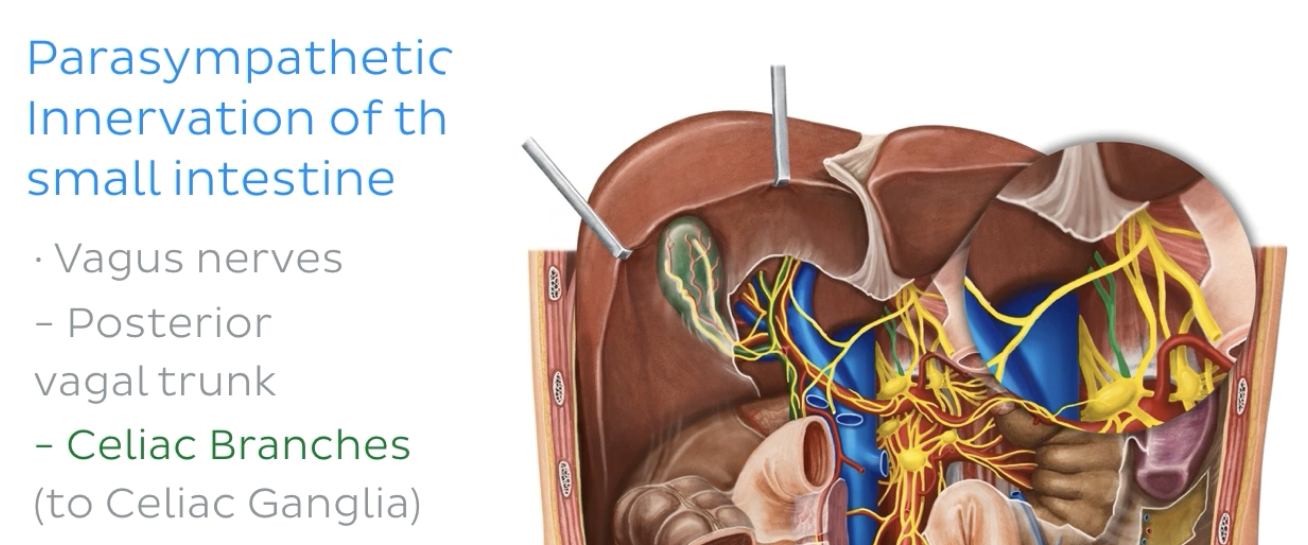 Parasympathetic
Innervation of th
small intestine
· Vagus nerves
– Posterior
vagal trunk
– Celiac Branches
(to Celiac Ganglia)